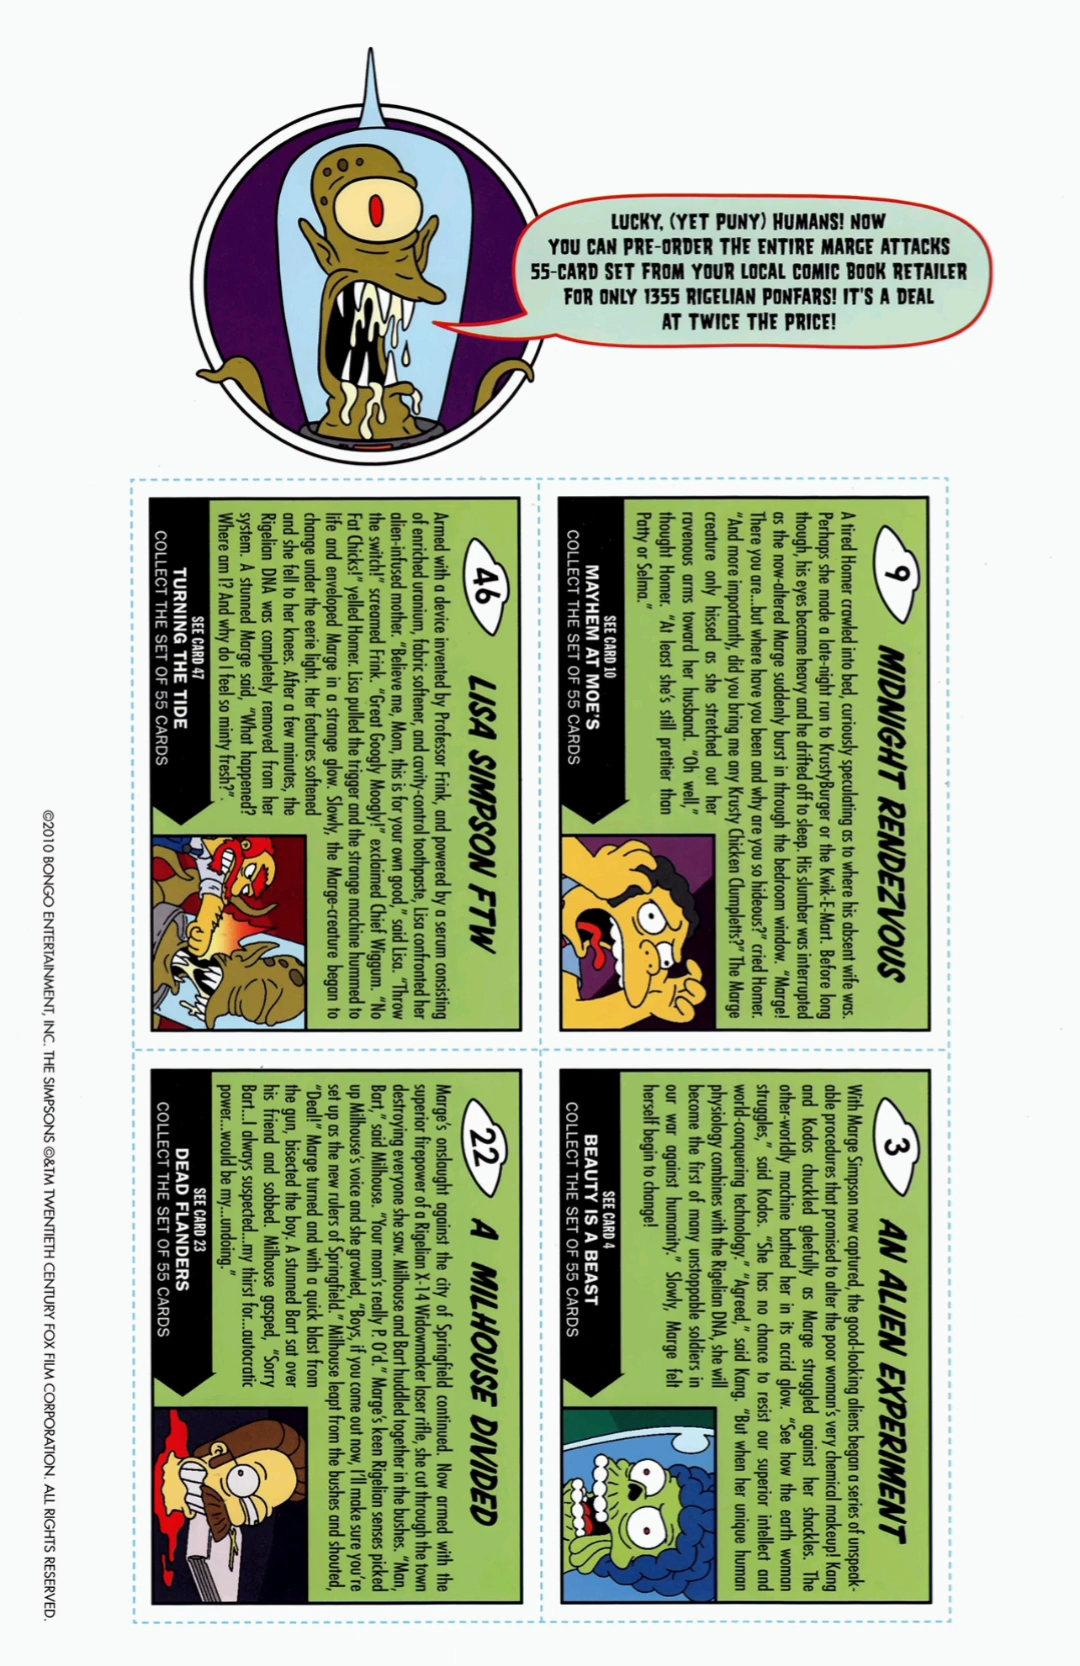 LUCKY, (YET PUNY) HUMANS! NOW
YOU CAN PRE-ORDER THE ENTIRE MARGE ATTACKS
55-CARD SET FROM YOUR LOCAL COMIC BOOK RETAILER
FOR ONLY 1355 RIGELIAN PONFARS! IT'S A DEAL
AT TWICE THE PRICE!
9
MIDNIGHT RENDEZVOUS
A tired Homer crawled into bed, curiously speculating as to where his absent wife was.
Perhaps she made a late-night run to KrustyBurger or the Kwik-E-Mart. Before long
though, his eyes became heavy and he drifted off to sleep. His slumber was interrupted
as the now-altered Marge suddenly burst in through the bedroom window. "Marge!
There you are...but where have you been and why are you so hideous?" cried Homer.
"And more importantly, did you bring me any Krusty Chicken Clumplets?" The Marge
creature only hissed as she stretched out her
ravenous arms toward her husband. "Oh well,"
thought Homer. "At least she's still prettier than
Patty or Selma."
SEE CARD 10
MAYHEM AT MOE'S
COLLECT THE SET OF 55 CARDS
3
AN ALIEN EXPERIMENT
With Marge Simpson now captured, the good-looking aliens began a series of unspeak-
able procedures that promised to alter the poor woman's very chemical makeup! Kang
and Kodos chuckled gleefully as Marge struggled against her shackles. The
other-worldly machine bathed her in its acrid glow. "See how the earth woman
struggles," said Kodos. "She has no chance to resist our superior intellect and
world-conquering technology." "Agreed," said Kang. "But when her unique human
physiology combines with the Rigelian DNA, she will
become the first of many unstoppable soldiers in
our war against humanity." Slowly, Marge felt
herself begin to change!
SEE CARD 4
BEAUTY IS A BEAST
COLLECT THE SET OF 55 CARDS
46
LISA SIMPSON FTW
Armed with a device invented by Professor Frink, and powered by a serum consisting
of enriched uranium, fabric softener, and cavity-control toothpaste, Lisa confronted her
alien-infused mother. "Believe me, Mom, this is for your own good," said Lisa. "Throw
the switch!" screamed Frink. "Great Googly Moogly!" exclaimed Chief Wiggum. "No
Fat Chicks!" yelled Homer. Lisa pulled the trigger and the strange machine hummed to
life and enveloped Marge in a strange glow. Slowly, the Marge-creature began to
change under the eerie light. Her features softened
and she fell to her knees. After a few minutes, the
Rigelian DNA was completely removed from her
system. A stunned Marge said, "What happened?
Where am I? And why do I feel so minty fresh?".
SEE CARD 47
TURNING THE TIDE
COLLECT THE SET OF 55 CARDS
22
A MILHOUSE DIVIDED
Marge's onslaught against the city of Springfield continued. Now armed with the
superior firepower of a Rigelian X-14 Widowmaker laser rifle, she cut through the town
destroying everyone she saw. Milhouse and Bart huddled together in the bushes. "Man,
Bart," said Milhouse. "Your mom's really P. O'd." Marge's keen Rigelian senses picked
up Milhouse's voice and she growled, "Boys, if you come out now, I'll make sure you're
set up as the new rulers of Springfield." Milhouse leapt from the bushes and shouted,
"Deal!" Marge turned and with a quick blast from
the gun, bisected the boy. A stunned Bart sat over
his friend and sobbed. Milhouse gasped, "Sorry
Bart...I always suspected...my thirst for...autocratic
power...would be my...undoing."
SEE CARD 23
DEAD FLANDERS
COLLECT THE SET OF 55 CARDS
©2010 BONGO ENTERTAINMENT, INC. THE SIMPSONS ©&TM TWENTIETH CENTURY FOX FILM CORPORATION. ALL RIGHTS RESERVED.